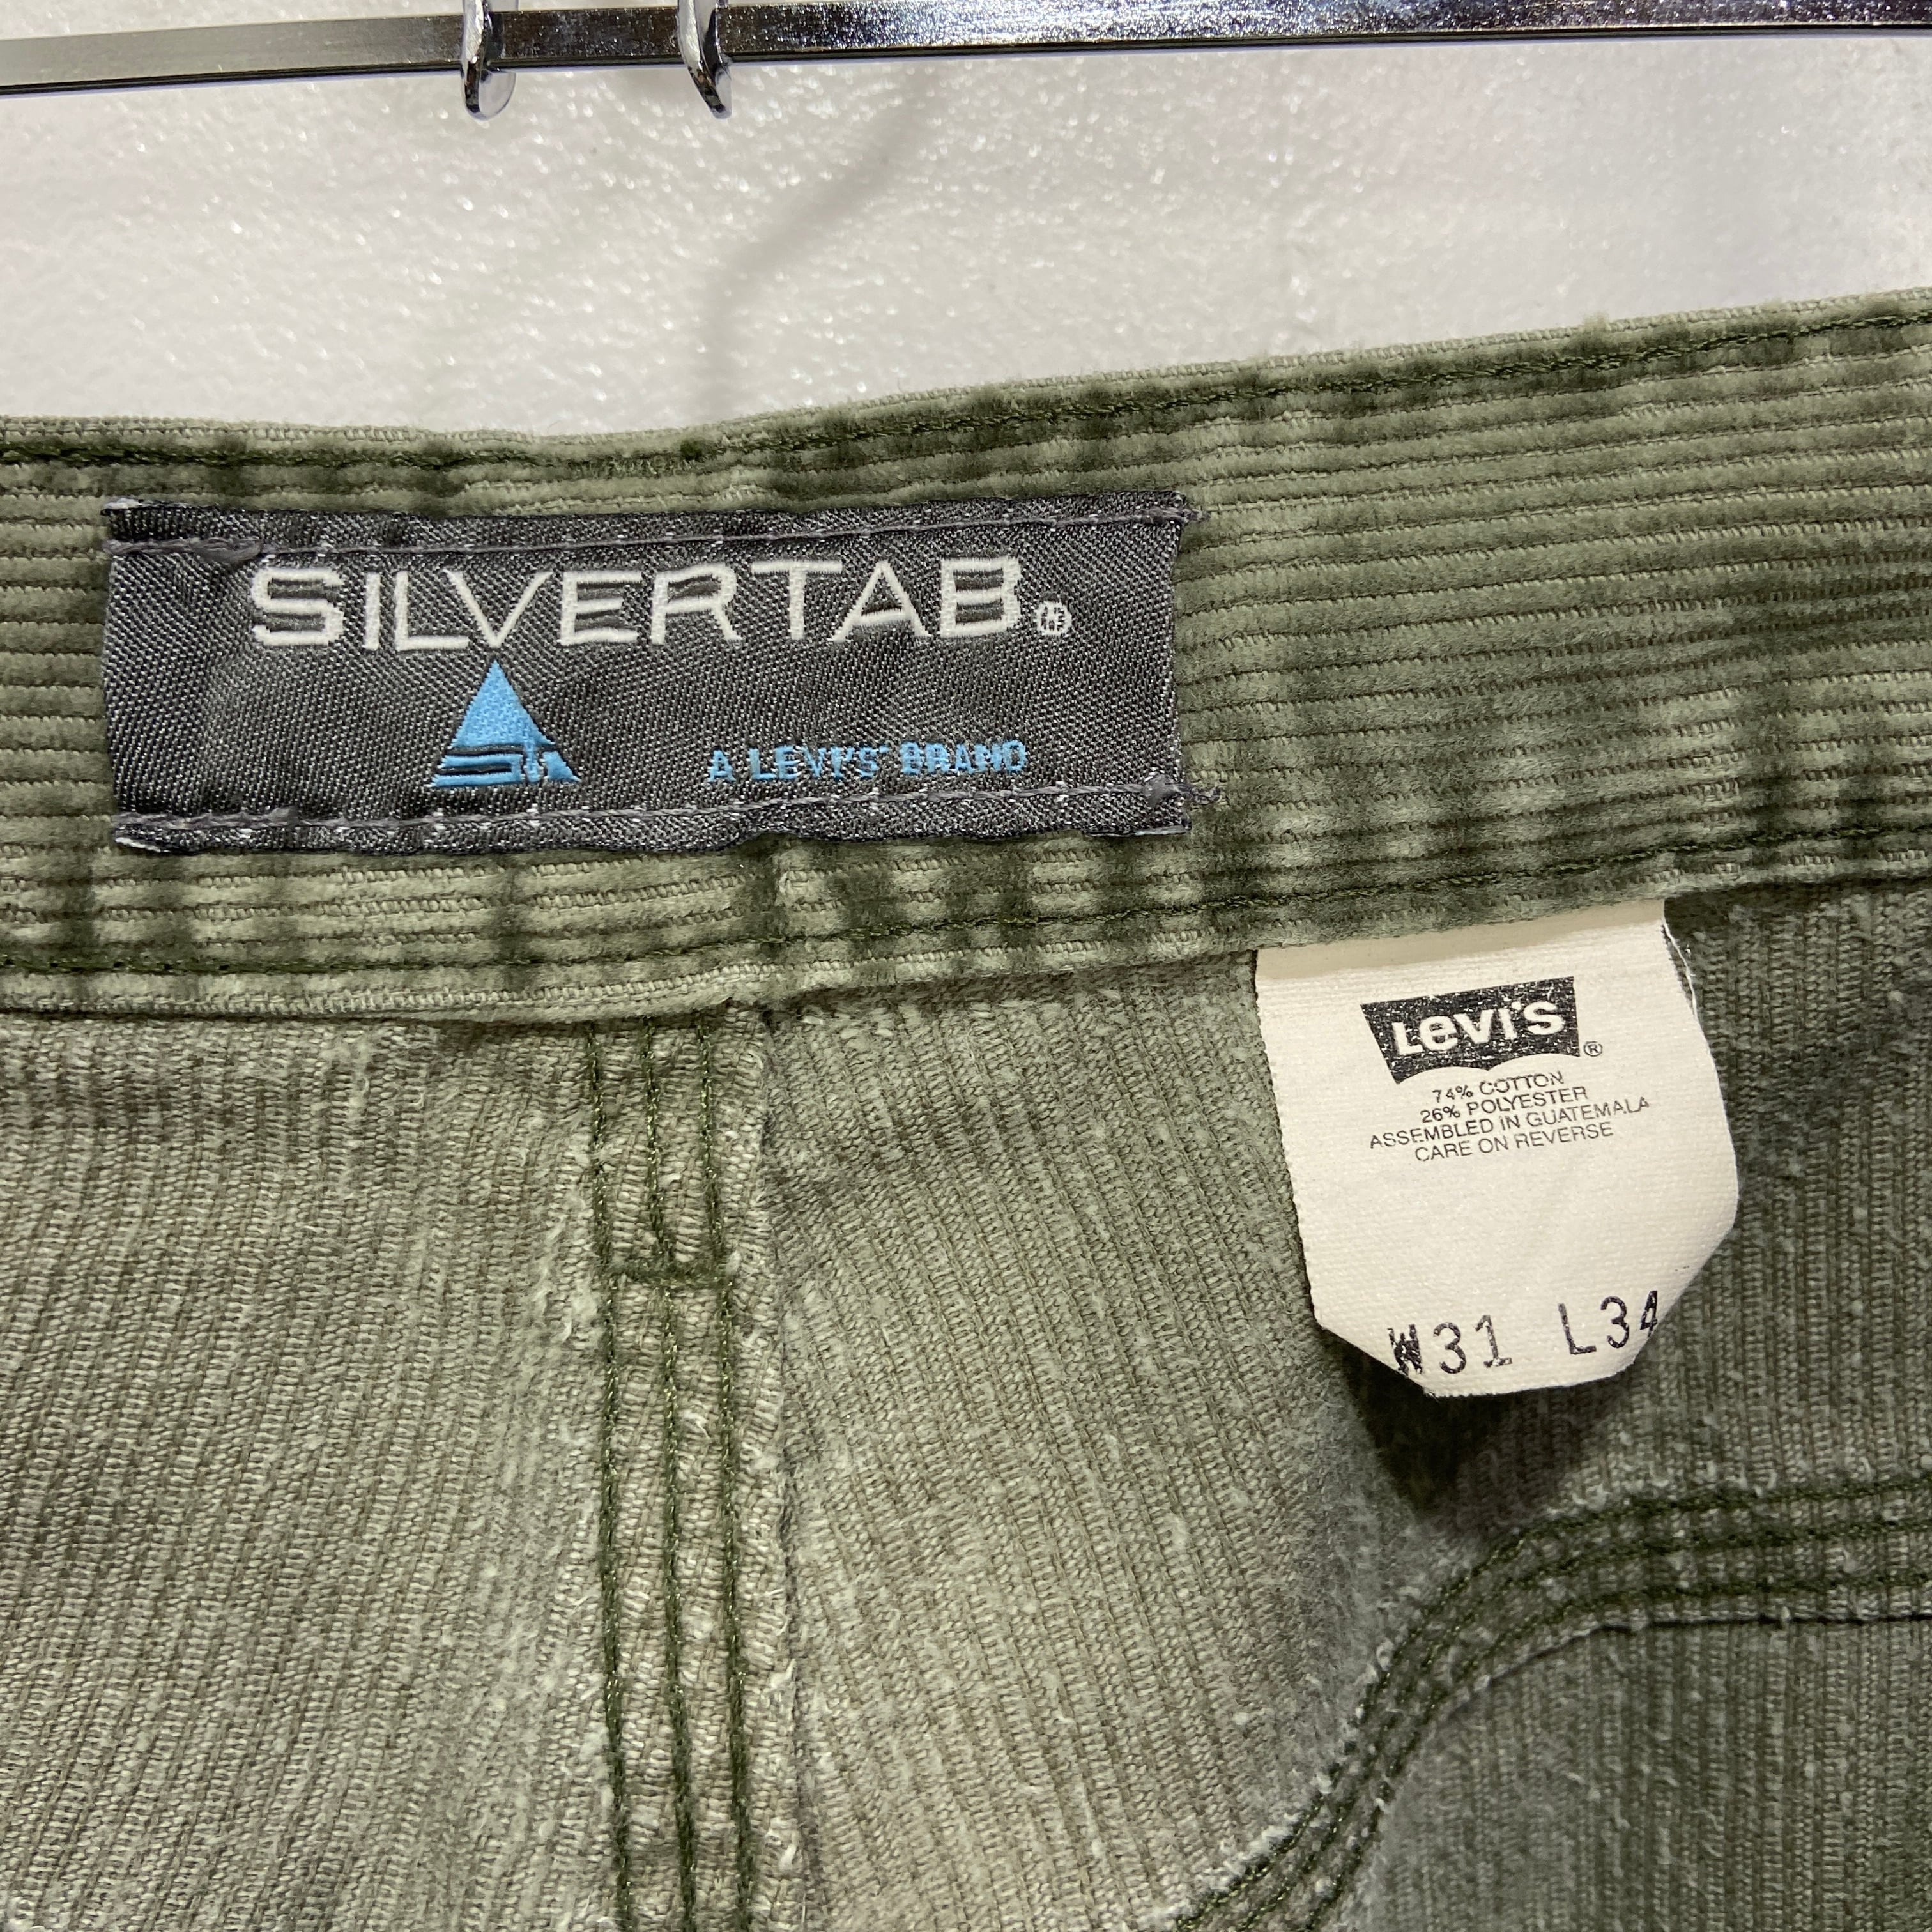 SILVERTAB®
A LEVI'S BRAND
Levi's®
74% COTTON
26% POLYESTER
ASSEMBLED IN GUATEMALA
CARE ON REVERSE
W31 L34